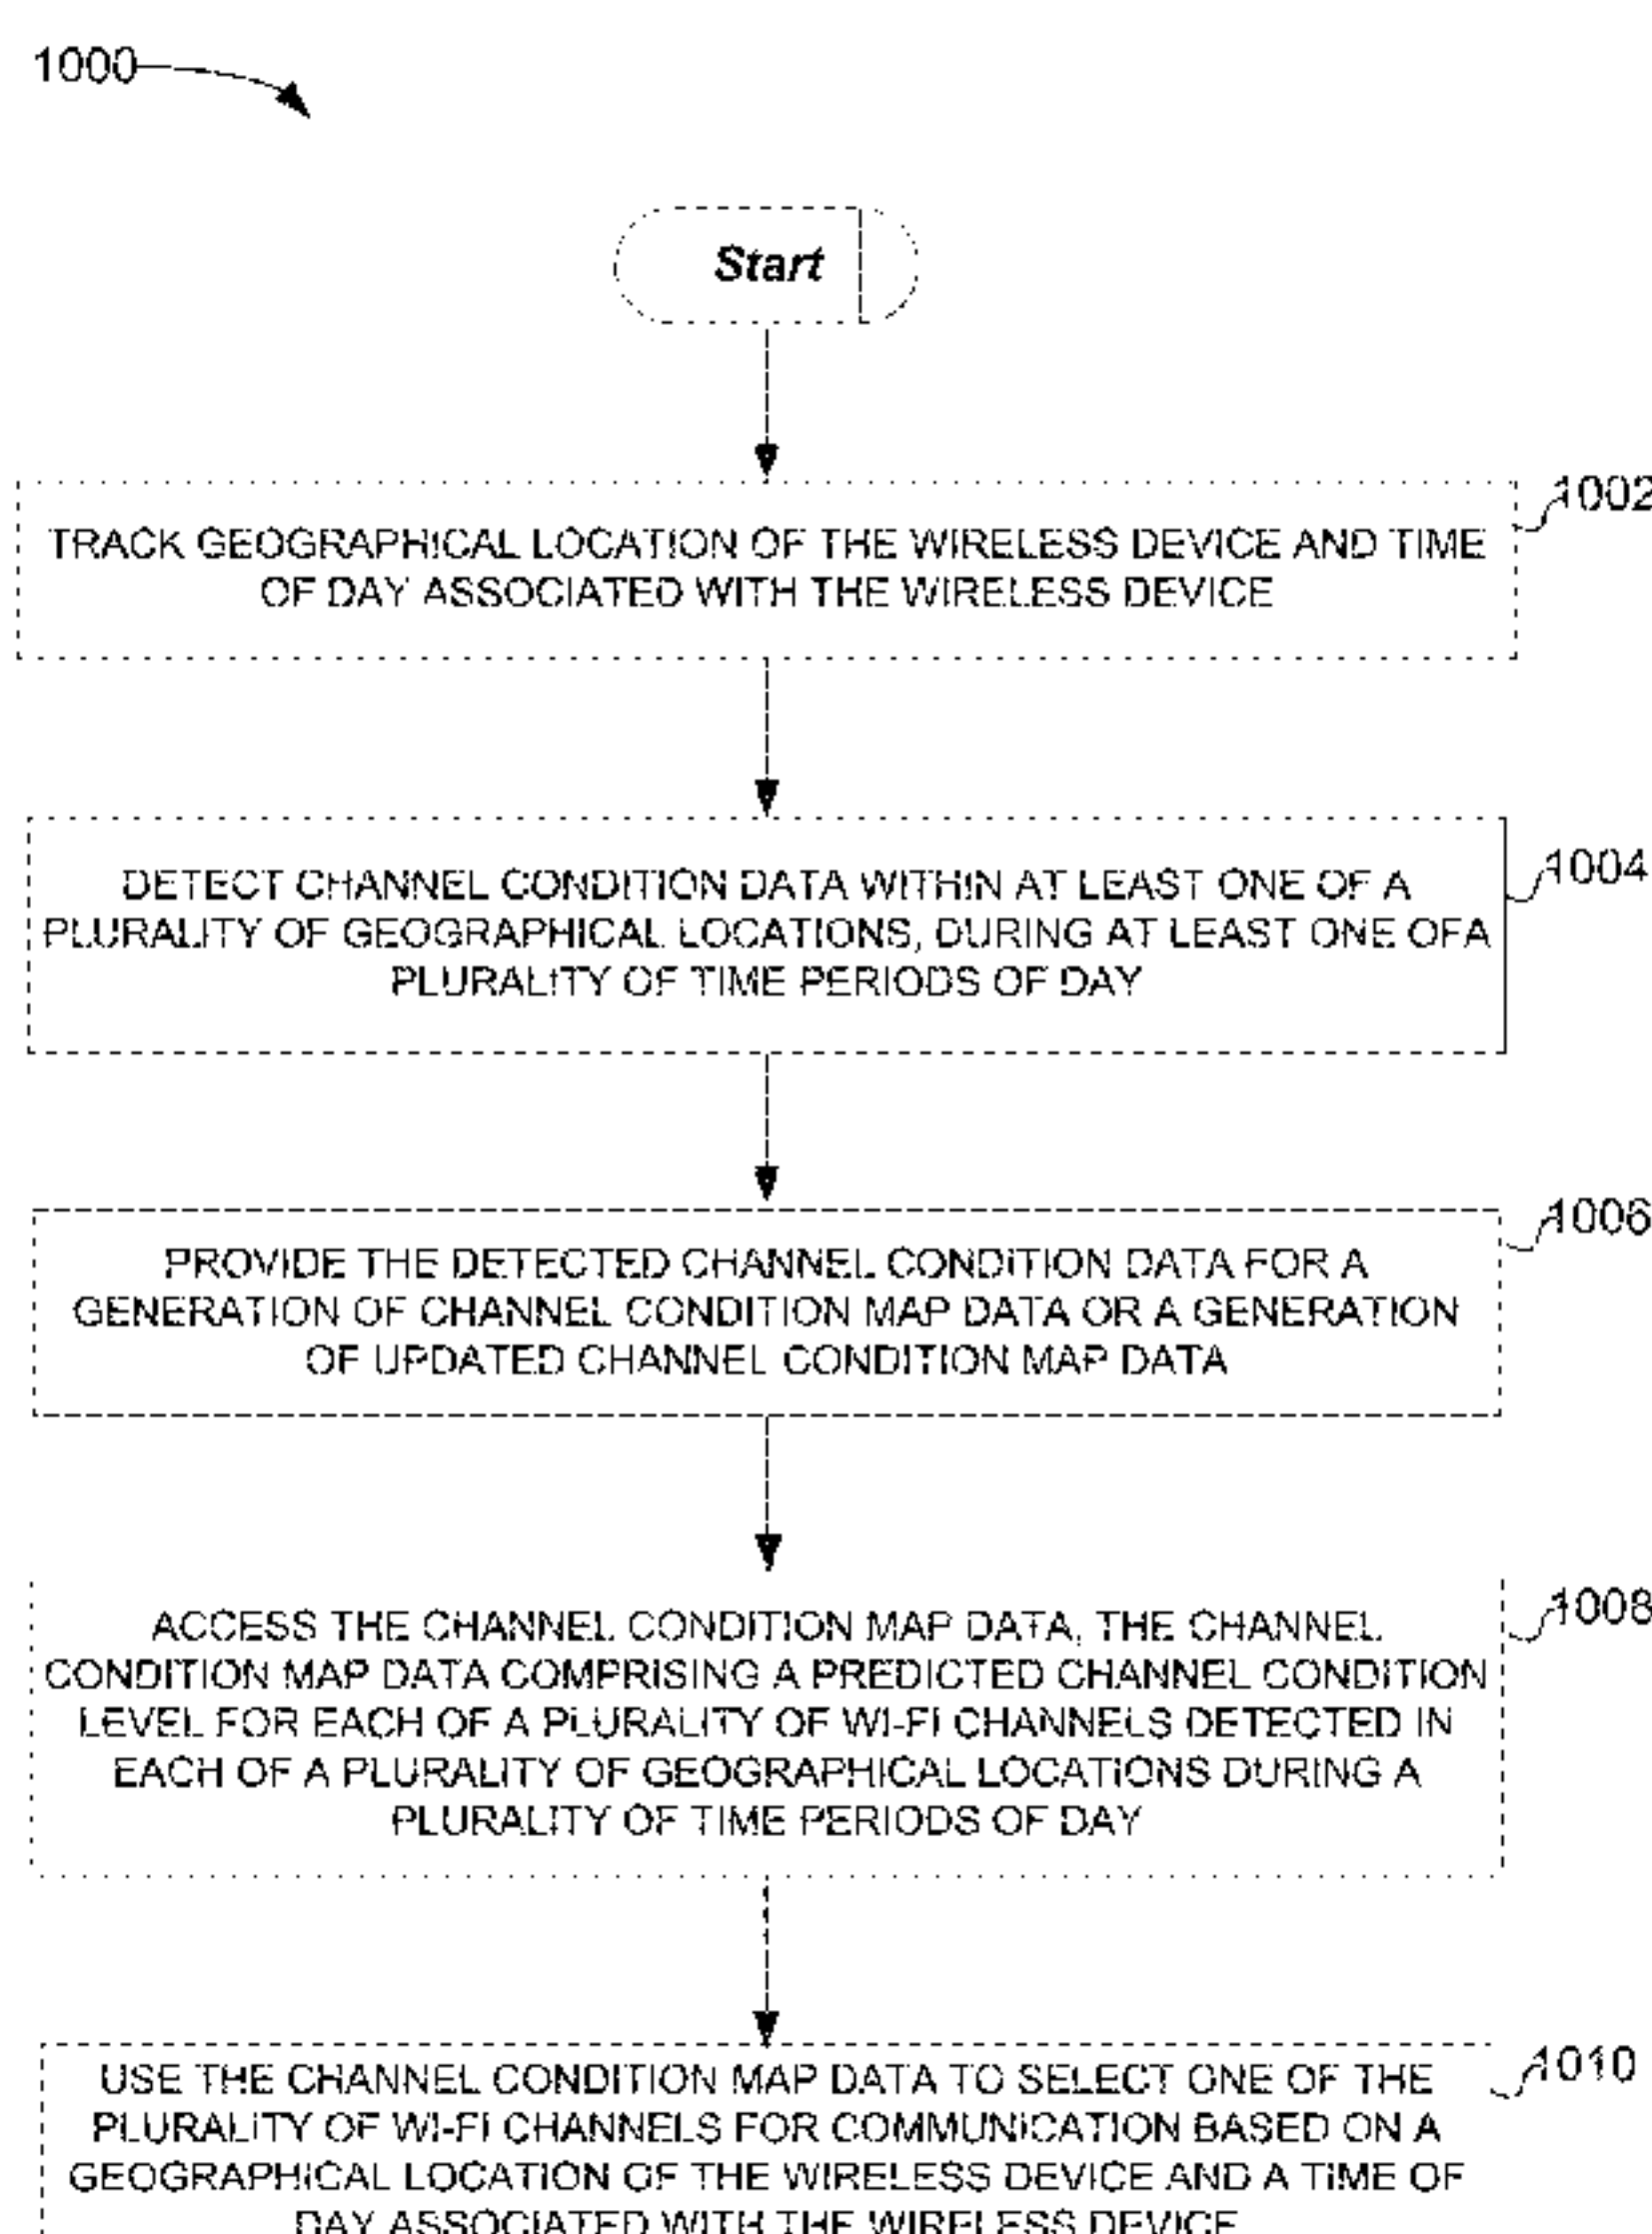 1000
Start
1002
TRACK GEOGRAPHICAL LOCATION OF THE WIRELESS DEVICE AND TIME
OF DAY ASSOCIATED WITH THE WIRELESS DEVICE
1004
DETECT CHANNEL CONDITION DATA WITHIN AT LEAST ONE OF A
PLURALITY OF GEOGRAPHICAL LOCATIONS, DURING AT LEAST ONE OFA
PLURALITY OF TIME PERIODS OF DAY
1006
PROVIDE THE DETECTED CHANNEL CONDITION DATA FOR A
GENERATION OF CHANNEL CONDITION MAP DATA OR A GENERATION
OF UPDATED CHANNEL CONDITION MAP DATA
1008
ACCESS THE CHANNEL CONDITION MAP DATA, THE CHANNEL
CONDITION MAP DATA COMPRISING A PREDICTED CHANNEL CONDITION
LEVEL FOR EACH OF A PLURALITY OF WI-FI CHANNELS DETECTED IN
EACH OF A PLURALITY OF GEOGRAPHICAL LOCATIONS DURING A
PLURALITY OF TIME PERIODS OF DAY
1010
USE THE CHANNEL CONDITION MAP DATA TO SELECT ONE OF THE
PLURALITY OF WI-FI CHANNELS FOR COMMUNICATION BASED ON A
GEOGRAPHICAL LOCATION OF THE WIRELESS DEVICE AND A TIME OF
DAY ASSOCIATED WITH THE WIRELESS DEVICE